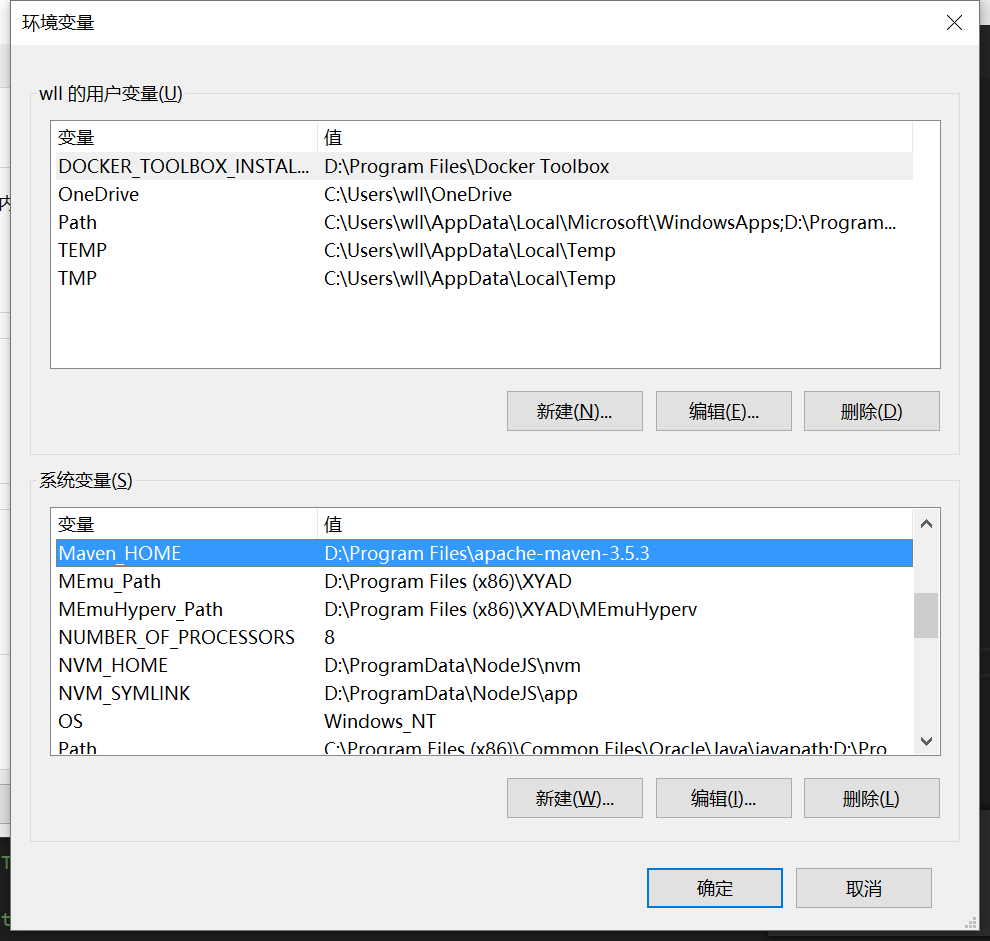 环境变量
wll 的用户变量(U)
变量 值
DOCKER_TOOLBOX_INSTAL... D:\Program Files\Docker Toolbox
OneDrive C:\Users\wll\OneDrive
Path C:\Users\wll\AppData\Local\Microsoft\WindowsApps;D:\Program...
TEMP C:\Users\wll\AppData\Local\Temp
TMP C:\Users\wll\AppData\Local\Temp
新建(N)... 编辑(E)... 删除(D)
系统变量(S)
变量 值
Maven_HOME D:\Program Files\apache-maven-3.5.3
MEmu_Path D:\Program Files (x86)\XYAD
MEmuHyperv_Path D:\Program Files (x86)\XYAD\MEmuHyperv
NUMBER_OF_PROCESSORS 8
NVM_HOME D:\ProgramData\NodeJS\nvm
NVM_SYMLINK D:\ProgramData\NodeJS\app
OS Windows_NT
Path C:\Program Files (x86)\Common Files\Oracle\Java\javapath;D:\Pro
新建(W)... 编辑(I)... 删除(L)
确定 取消